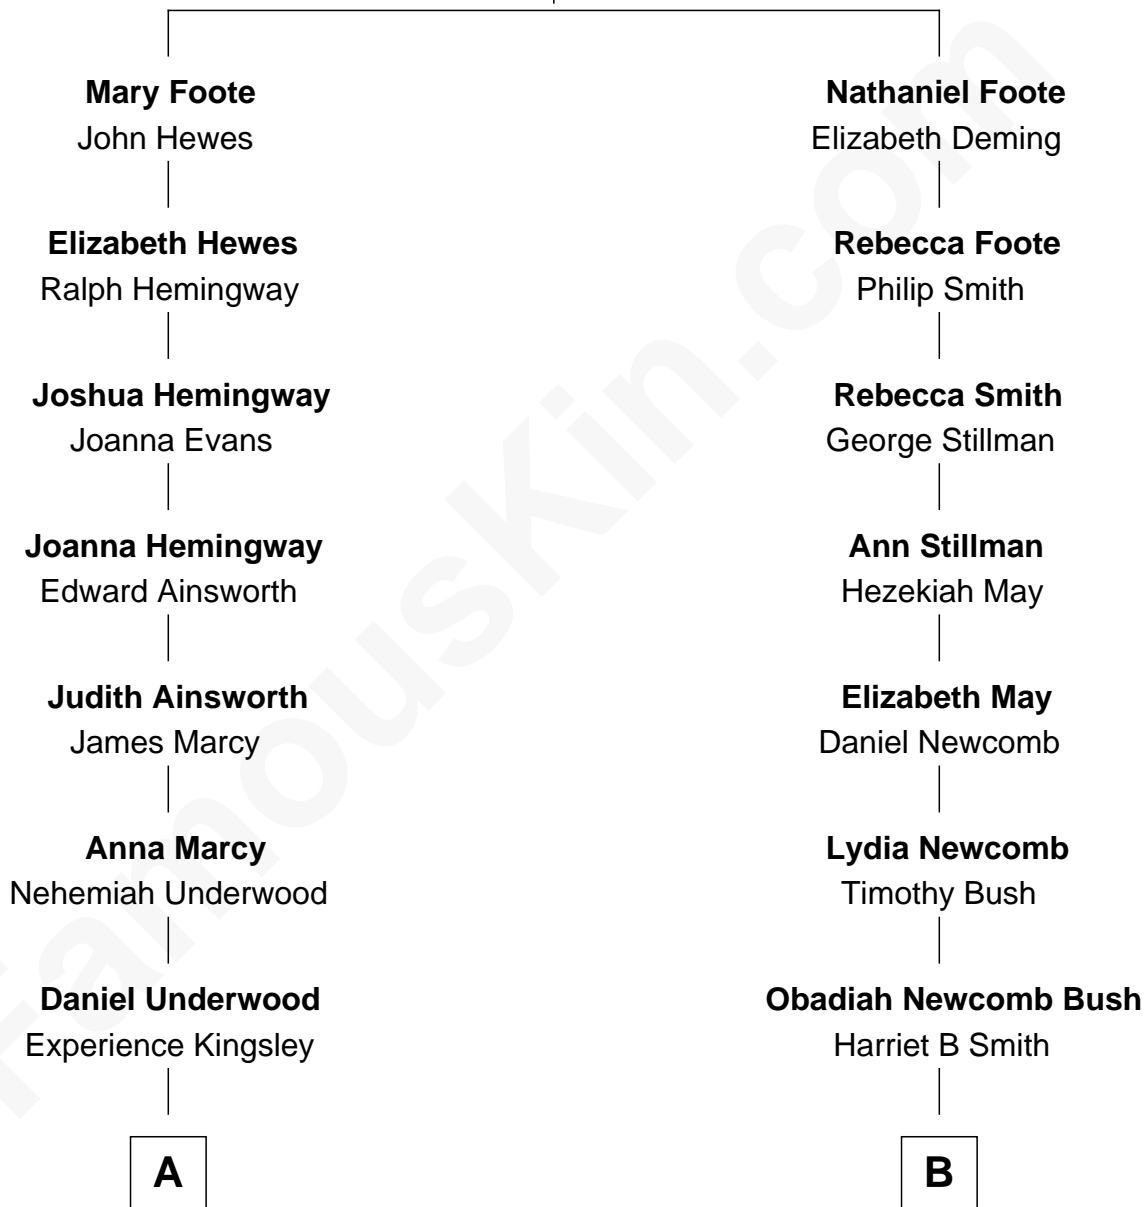 Mary Foote
John Hewes
Elizabeth Hewes
Ralph Hemingway
Joshua Hemingway
Joanna Evans
Joanna Hemingway
Edward Ainsworth
Judith Ainsworth
James Marcy
Anna Marcy
Nehemiah Underwood
Daniel Underwood
Experience Kingsley
A
Nathaniel Foote
Elizabeth Deming
Rebecca Foote
Philip Smith
Rebecca Smith
George Stillman
Ann Stillman
Hezekiah May
Elizabeth May
Daniel Newcomb
Lydia Newcomb
Timothy Bush
Obadiah Newcomb Bush
Harriet B Smith
B
FamousKin.com